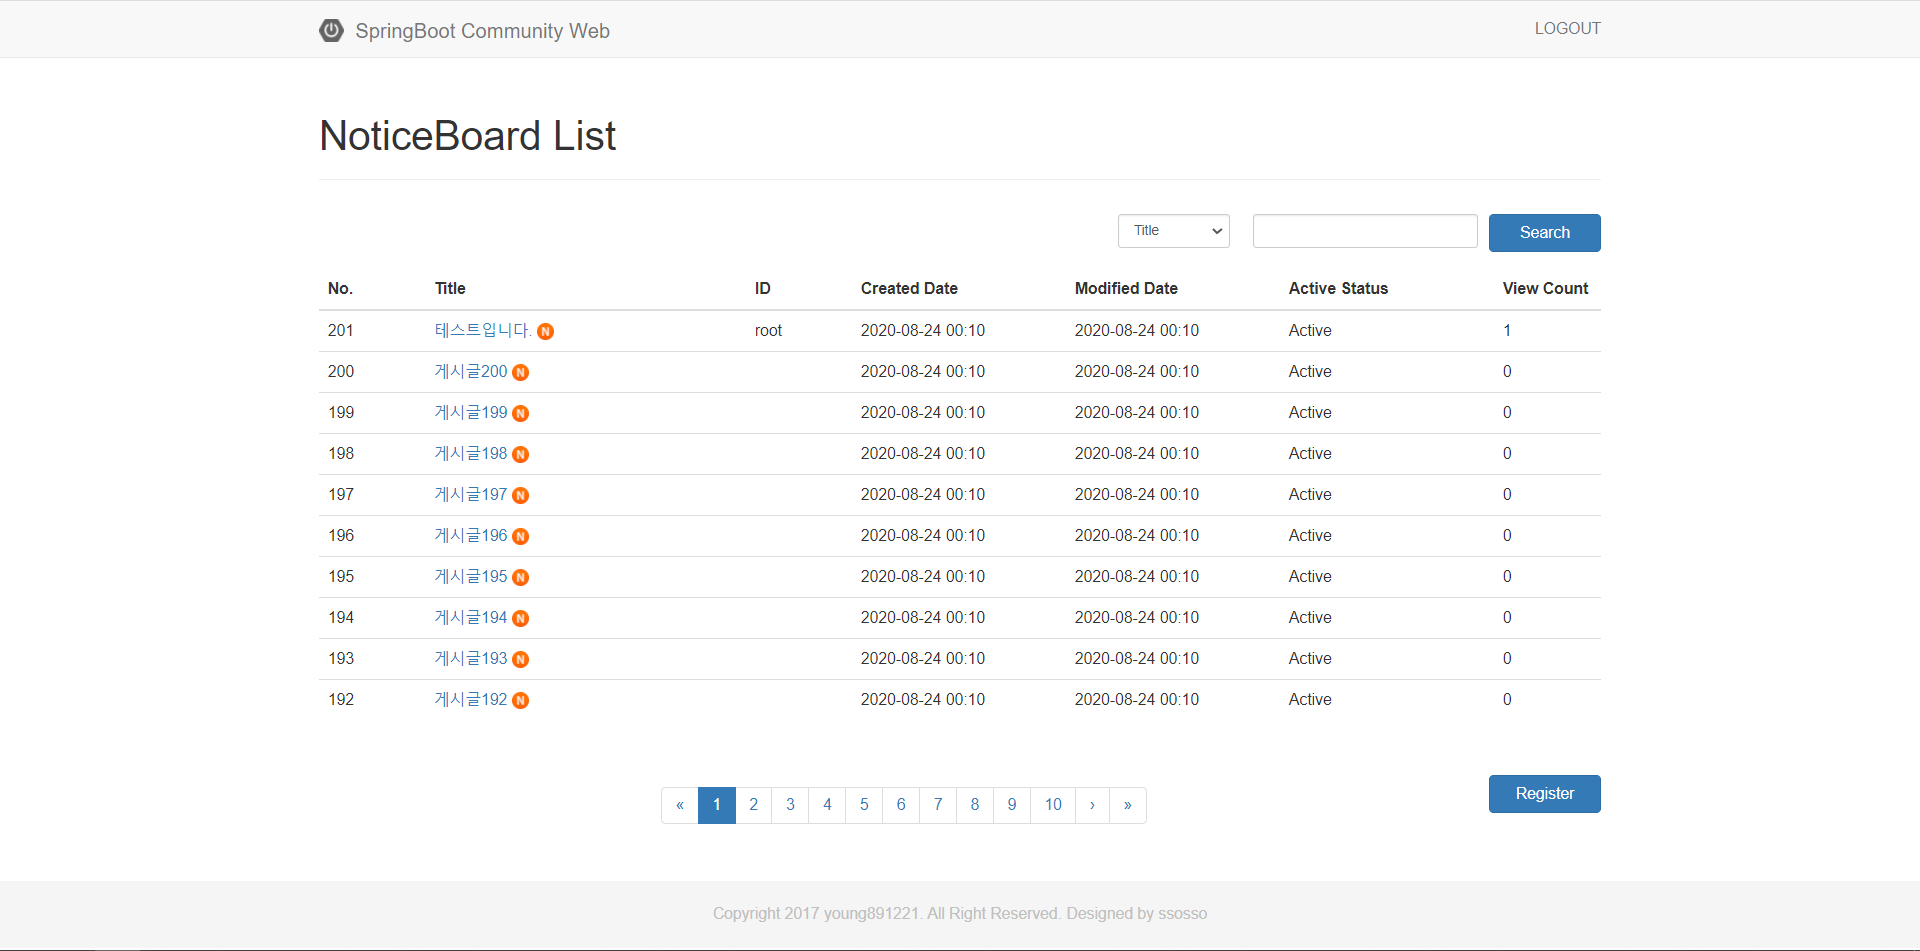 SpringBoot Community Web LOGOUT
NoticeBoard List
Title Search
No. Title ID Created Date Modified Date Active Status View Count
201 테스트입니다. N root 2020-08-24 00:10 2020-08-24 00:10 Active 1
200 게시글200 N 2020-08-24 00:10 2020-08-24 00:10 Active 0
199 게시글199 N 2020-08-24 00:10 2020-08-24 00:10 Active 0
198 게시글198 N 2020-08-24 00:10 2020-08-24 00:10 Active 0
197 게시글197 N 2020-08-24 00:10 2020-08-24 00:10 Active 0
196 게시글196 N 2020-08-24 00:10 2020-08-24 00:10 Active 0
195 게시글195 N 2020-08-24 00:10 2020-08-24 00:10 Active 0
194 게시글194 N 2020-08-24 00:10 2020-08-24 00:10 Active 0
193 게시글193 N 2020-08-24 00:10 2020-08-24 00:10 Active 0
192 게시글192 N 2020-08-24 00:10 2020-08-24 00:10 Active 0
« 1 2 3 4 5 6 7 8 9 10 › » Register
Copyright 2017 young891221. All Right Reserved. Designed by ssosso